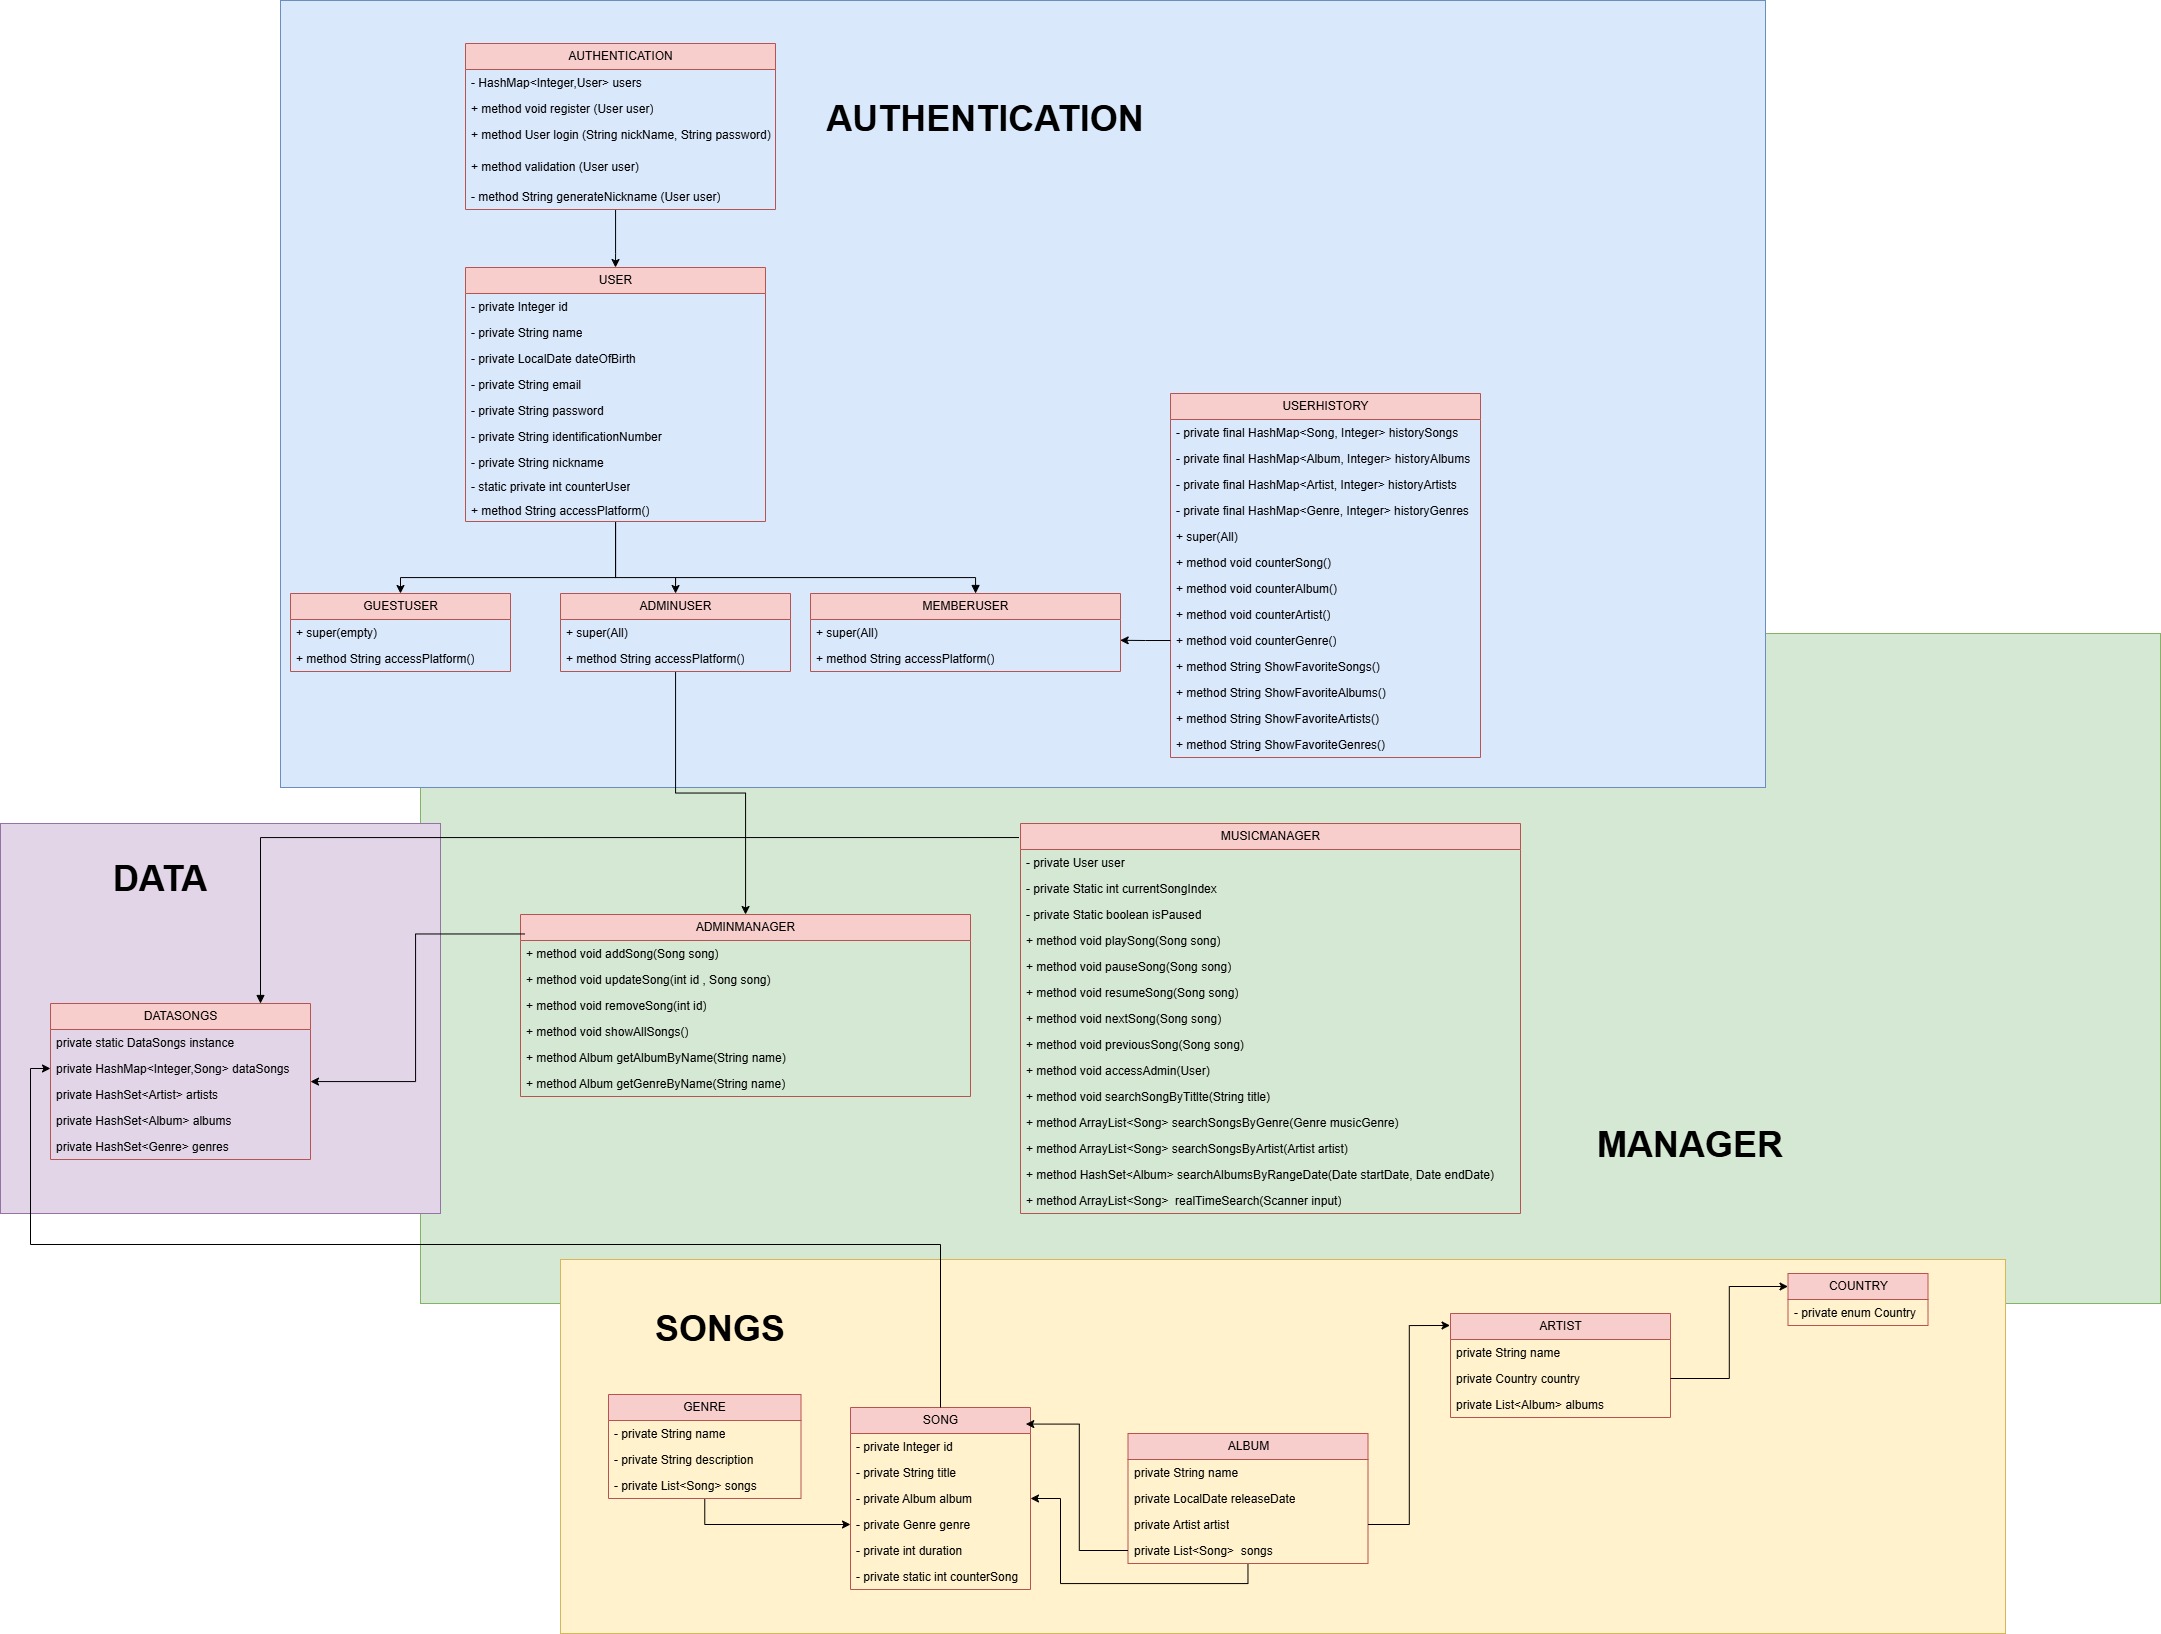 AUTHENTICATION
- HashMap<Integer,User> users
+ method void register (User user)
+ method User login (String nickName, String password)
+ method validation (User user)
- method String generateNickname (User user)
AUTHENTICATION
USER
- private Integer id
- private String name
- private LocalDate dateOfBirth
- private String email
- private String password
- private String identificationNumber
- private String nickname
- static private int counterUser
+ method String accessPlatform()
USERHISTORY
- private final HashMap<Song, Integer> historySongs
- private final HashMap<Album, Integer> historyAlbums
- private final HashMap<Artist, Integer> historyArtists
- private final HashMap<Genre, Integer> historyGenres
+ super(All)
+ method void counterSong()
+ method void counterAlbum()
+ method void counterArtist()
+ method void counterGenre()
+ method String ShowFavoriteSongs()
+ method String ShowFavoriteAlbums()
+ method String ShowFavoriteArtists()
+ method String ShowFavoriteGenres()
GUESTUSER
+ super(empty)
+ method String accessPlatform()
ADMINUSER
+ super(All)
+ method String accessPlatform()
MEMBERUSER
+ super(All)
+ method String accessPlatform()
DATA
DATASONGS
private static DataSongs instance
private HashMap<Integer,Song> dataSongs
private HashSet<Artist> artists
private HashSet<Album> albums
private HashSet<Genre> genres
ADMINMANAGER
+ method void addSong(Song song)
+ method void updateSong(int id , Song song)
+ method void removeSong(int id)
+ method void showAllSongs()
+ method Album getAlbumByName(String name)
+ method Album getGenreByName(String name)
MUSICMANAGER
- private User user
- private Static int currentSongIndex
- private Static boolean isPaused
+ method void playSong(Song song)
+ method void pauseSong(Song song)
+ method void resumeSong(Song song)
+ method void nextSong(Song song)
+ method void previousSong(Song song)
+ method void accessAdmin(User)
+ method void searchSongByTitlte(String title)
+ method ArrayList<Song> searchSongsByGenre(Genre musicGenre)
+ method ArrayList<Song> searchSongsByArtist(Artist artist)
+ method HashSet<Album> searchAlbumsByRangeDate(Date startDate, Date endDate)
+ method ArrayList<Song> realTimeSearch(Scanner input)
MANAGER
SONGS
GENRE
- private String name
- private String description
- private List<Song> songs
SONG
- private Integer id
- private String title
- private Album album
- private Genre genre
- private int duration
- private static int counterSong
ALBUM
private String name
private LocalDate releaseDate
private Artist artist
private List<Song> songs
ARTIST
private String name
private Country country
private List<Album> albums
COUNTRY
- private enum Country